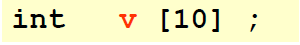 int v [10] ;